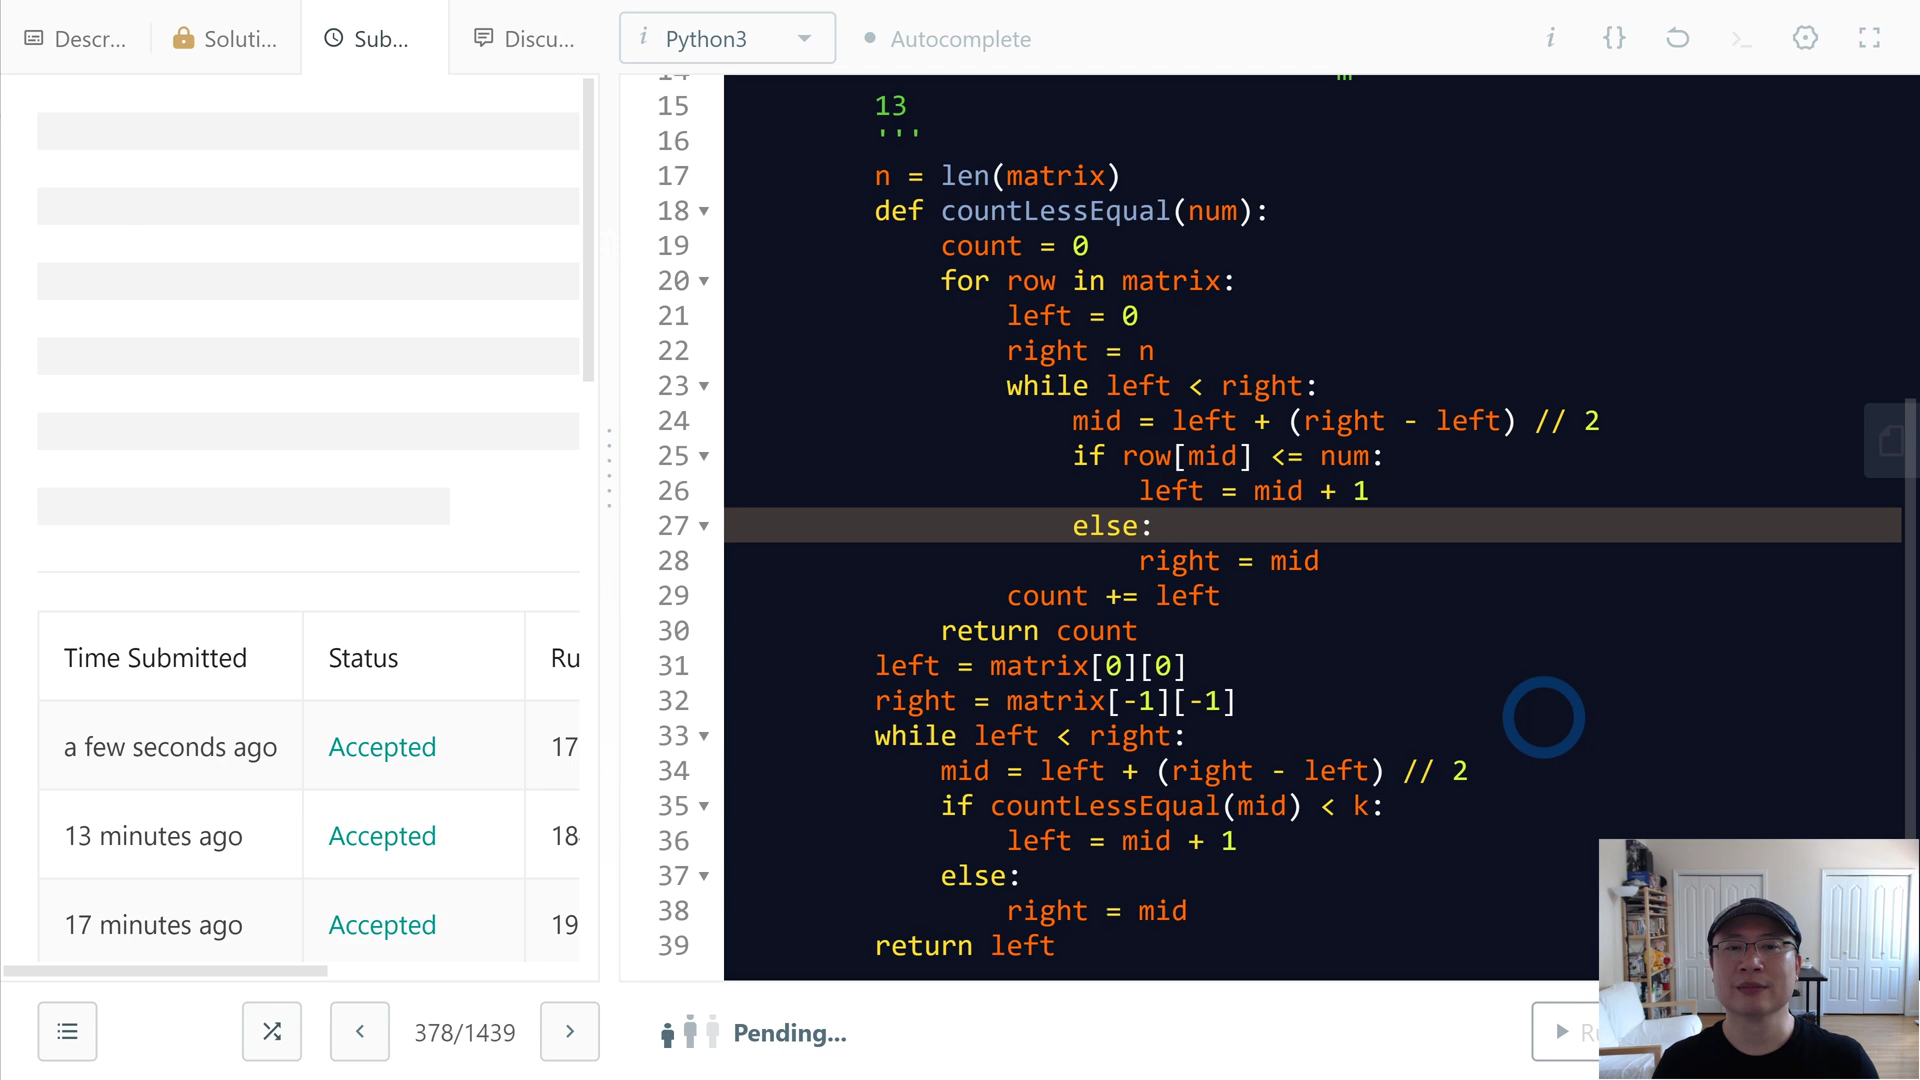 Descr...
Soluti...
Sub...
Discu...
i Python3
Autocomplete
i {} >_
15 13
16 '''
17 n = len(matrix)
18 def countLessEqual(num):
19 count = 0
20 for row in matrix:
21 left = 0
22 right = n
23 while left < right:
24 mid = left + (right - left) // 2
25 if row[mid] <= num:
26 left = mid + 1
27 else:
28 right = mid
29 count += left
30 return count
31 left = matrix[0][0]
32 right = matrix[-1][-1]
33 while left < right:
34 mid = left + (right - left) // 2
35 if countLessEqual(mid) < k:
36 left = mid + 1
37 else:
38 right = mid
39 return left
Time Submitted Status Ru
a few seconds ago Accepted 17
13 minutes ago Accepted 18
17 minutes ago Accepted 19
378/1439
Pending...